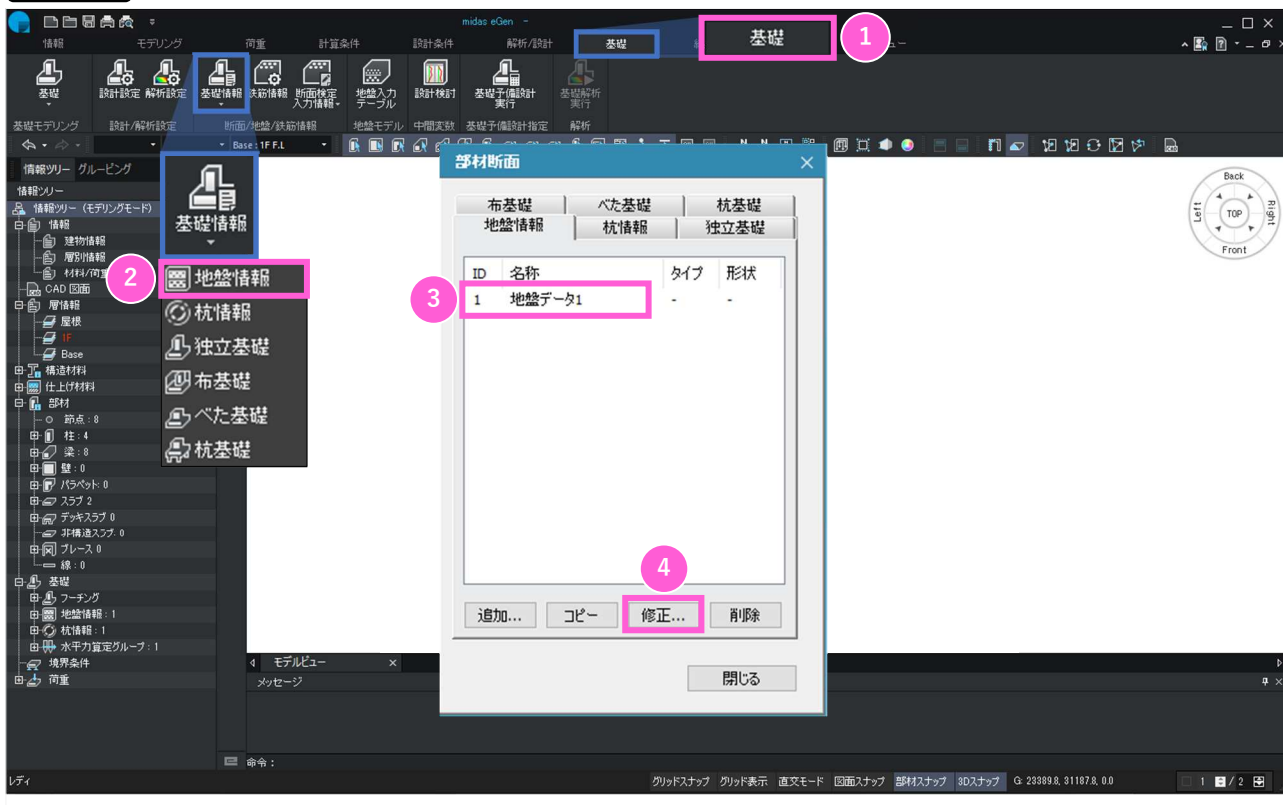 midas eGen -
情報 モデリング 荷重 計算条件 設計条件 解析/設計 基礎
基礎
1
基礎 設計設定 解析設定 基礎情報 鉄筋情報 断面検定入力情報 地盤入力テーブル 設計検討 基礎予備設計実行 基礎解析実行
基礎モデリング 設計/解析設定 断面/地盤/鉄筋情報 地盤モデル 中間変数 基礎予備設計指定 解析
Base : 1F F.L
情報ツリー グルーピング
情報ツリー
情報ツリー (モデリングモード)
情報
建物情報
層別情報
材料/荷重
CAD 図面
層情報
屋根
1F
Base
構造材料
仕上げ材料
部材
節点 : 8
柱 : 4
梁 : 8
壁 : 0
パラペット: 0
スラブ 2
デッキスラブ 0
非構造スラブ. 0
ブレース 0
線 : 0
基礎
フーチング
地盤情報 : 1
杭情報 : 1
水平力算定グループ : 1
境界条件
荷重
基礎情報
2
地盤情報
杭情報
独立基礎
布基礎
べた基礎
杭基礎
部材断面
布基礎 べた基礎 杭基礎
地盤情報 杭情報 独立基礎
ID 名称 タイプ 形状
3
1 地盤データ1 - -
4
追加... コピー 修正... 削除
閉じる
Back
Left TOP Right
Front
モデルビュー ×
メッセージ
命令 :
レディ
グリッドスナップ グリッド表示 直交モード 図面スナップ 部材スナップ 3Dスナップ G: 23389.8, 31187.8, 0.0 1 / 2